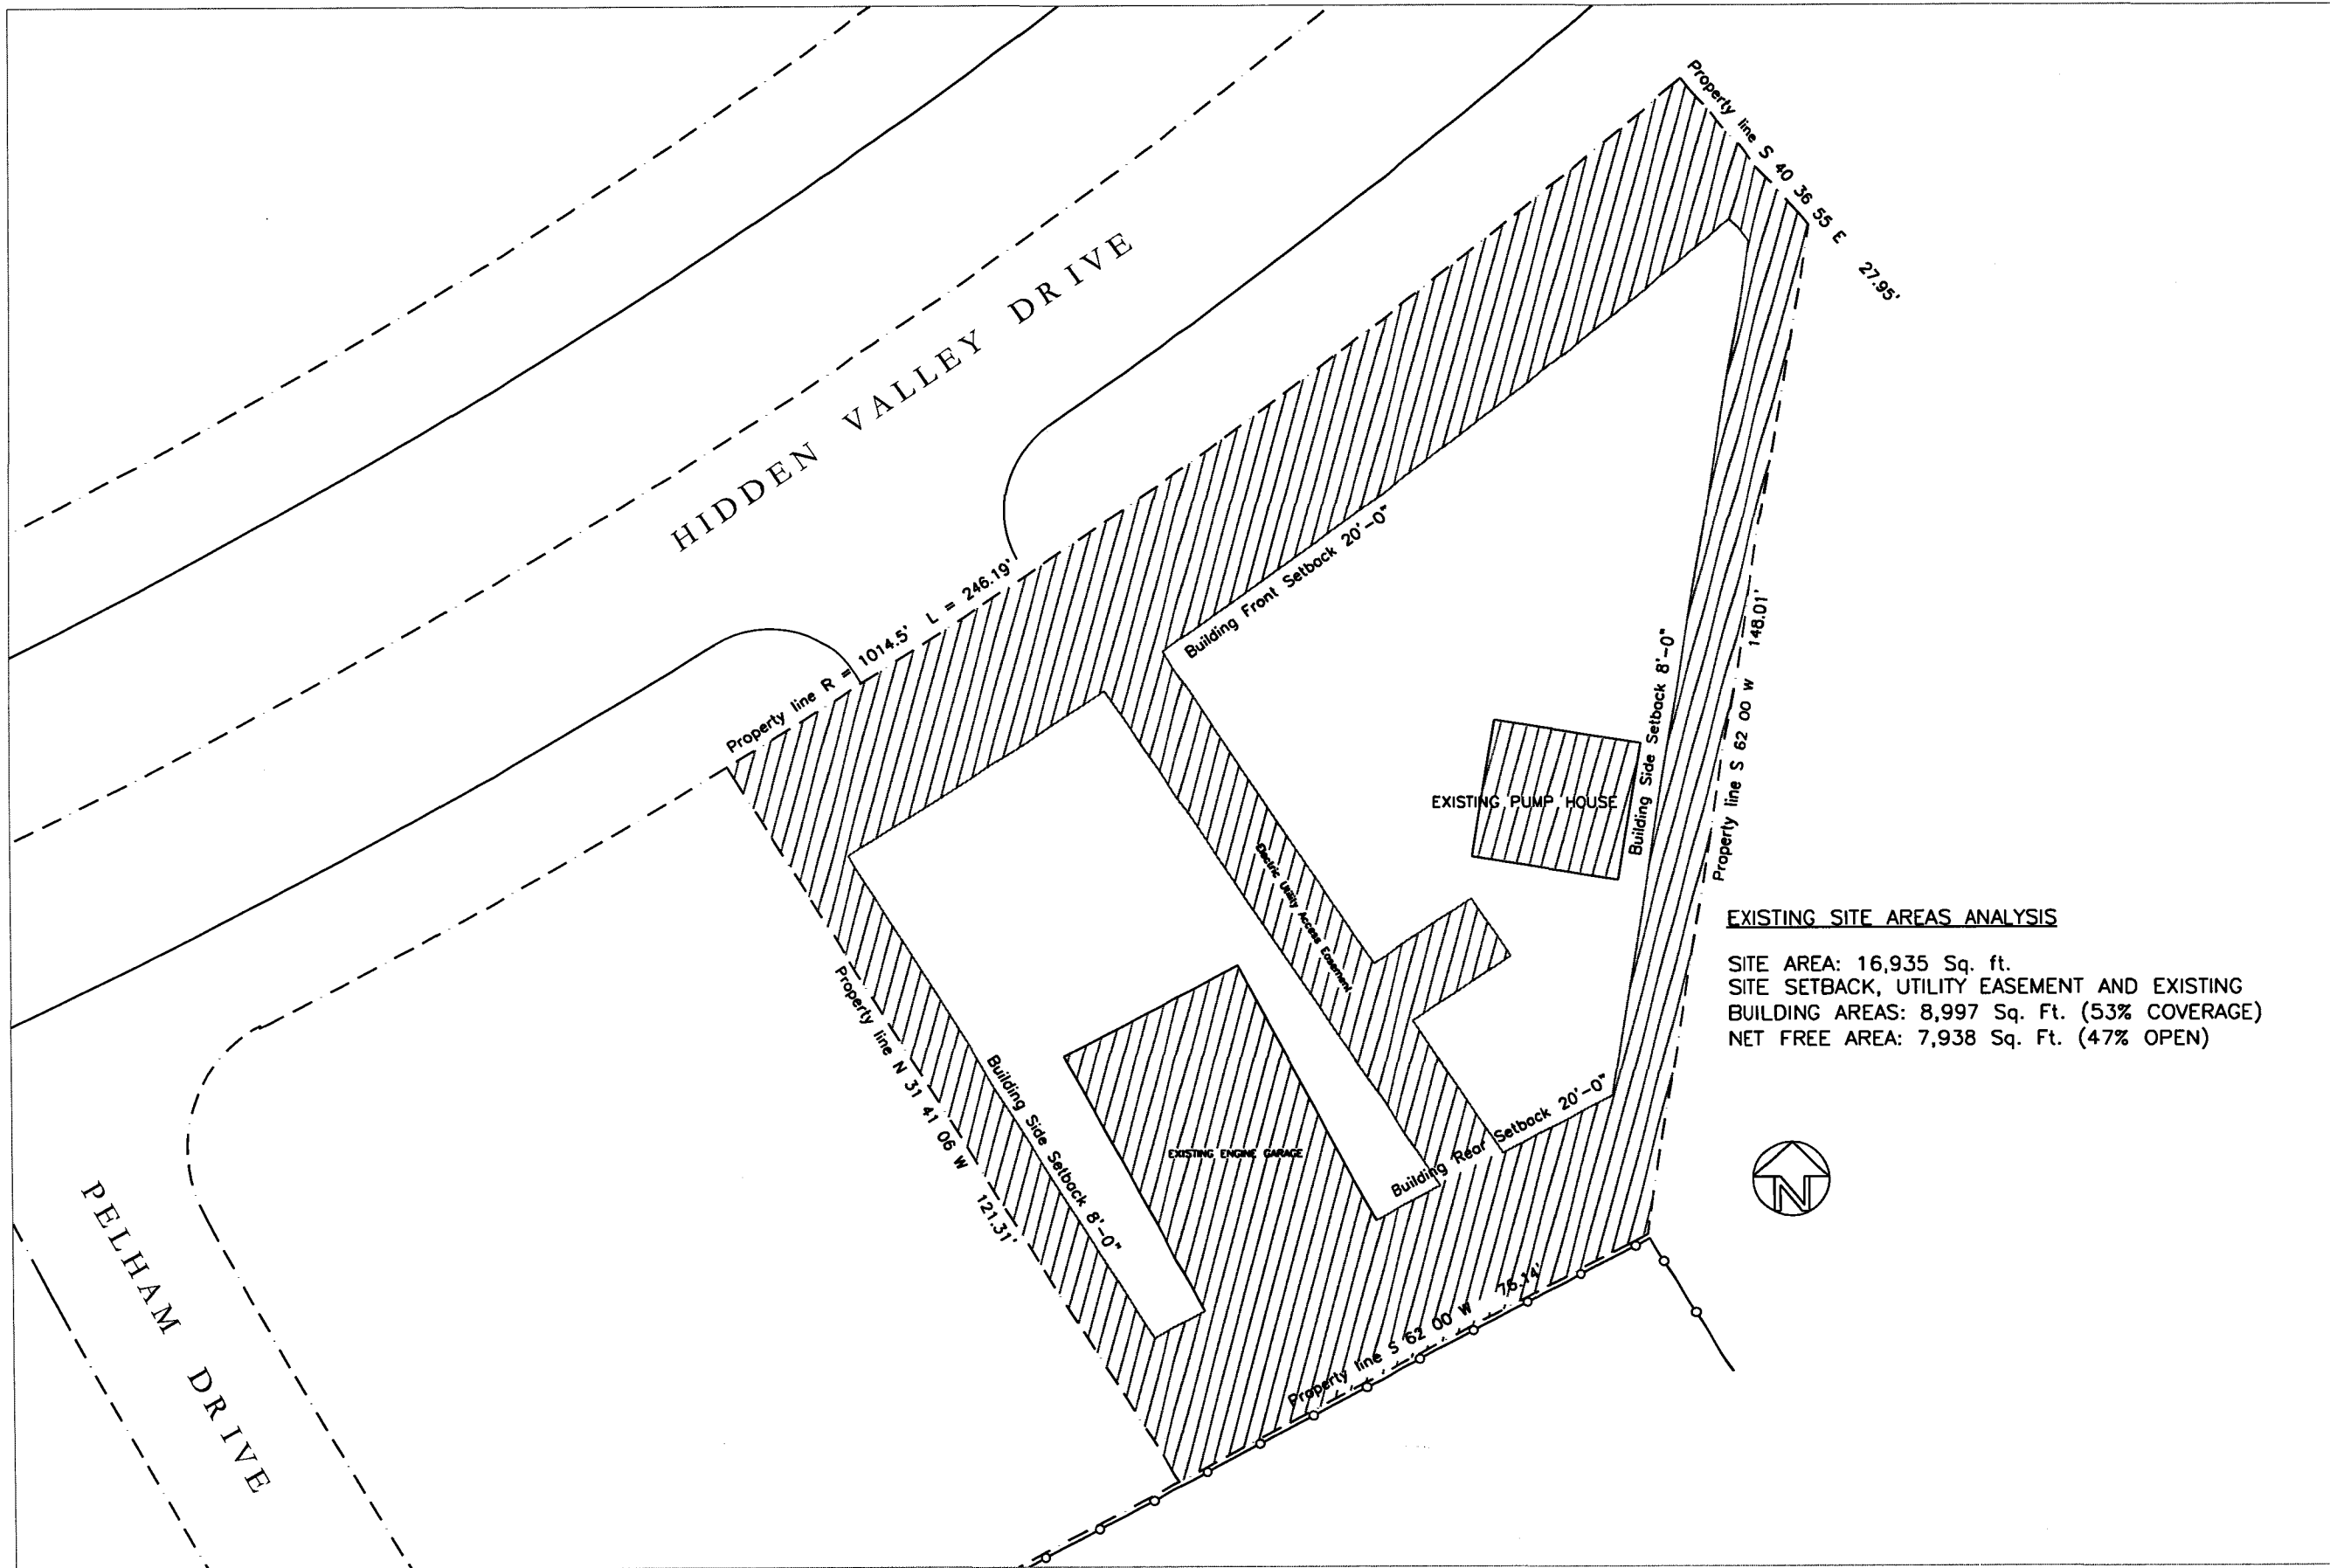 Property line S 40 36 55 E 27.95'
HIDDEN VALLEY DRIVE
Property line R = 1014.5' L = 246.19'
Building Front Setback 20'-0"
Building Side Setback 8'-0"
Property line S 62 00 W 148.01'
EXISTING PUMP HOUSE
Electric Utility Access Easement
EXISTING SITE AREAS ANALYSIS
SITE AREA: 16,935 Sq. ft.
SITE SETBACK, UTILITY EASEMENT AND EXISTING
BUILDING AREAS: 8,997 Sq. Ft. (53% COVERAGE)
NET FREE AREA: 7,938 Sq. Ft. (47% OPEN)
Property line N 31 41 06 W 121.31'
Building Side Setback 8'-0"
EXISTING ENGINE GARAGE
Building Rear Setback 20'-0"
Property line S 62 00 W 76.14'
N
PELHAM DRIVE